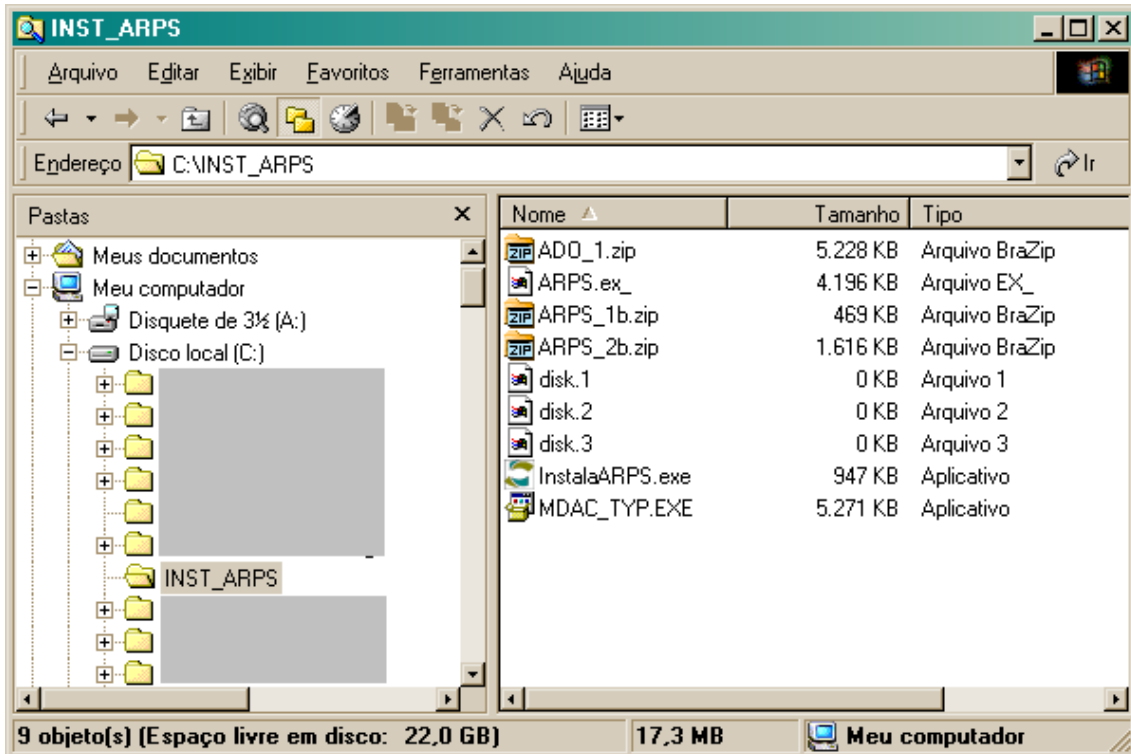 INST_ARPS
Arquivo Editar Exibir Favoritos Ferramentas Ajuda
Endereço C:\INST_ARPS Ir
Pastas
Meus documentos
Meu computador
Disquete de 3½ (A:)
Disco local (C:)
INST_ARPS
Nome Tamanho Tipo
ZIP ADO_1.zip 5.228 KB Arquivo BraZip
ARPS.ex_ 4.196 KB Arquivo EX_
ZIP ARPS_1b.zip 469 KB Arquivo BraZip
ZIP ARPS_2b.zip 1.616 KB Arquivo BraZip
disk.1 0 KB Arquivo 1
disk.2 0 KB Arquivo 2
disk.3 0 KB Arquivo 3
InstalaARPS.exe 947 KB Aplicativo
MDAC_TYP.EXE 5.271 KB Aplicativo
9 objeto(s) (Espaço livre em disco: 22,0 GB) 17,3 MB Meu computador